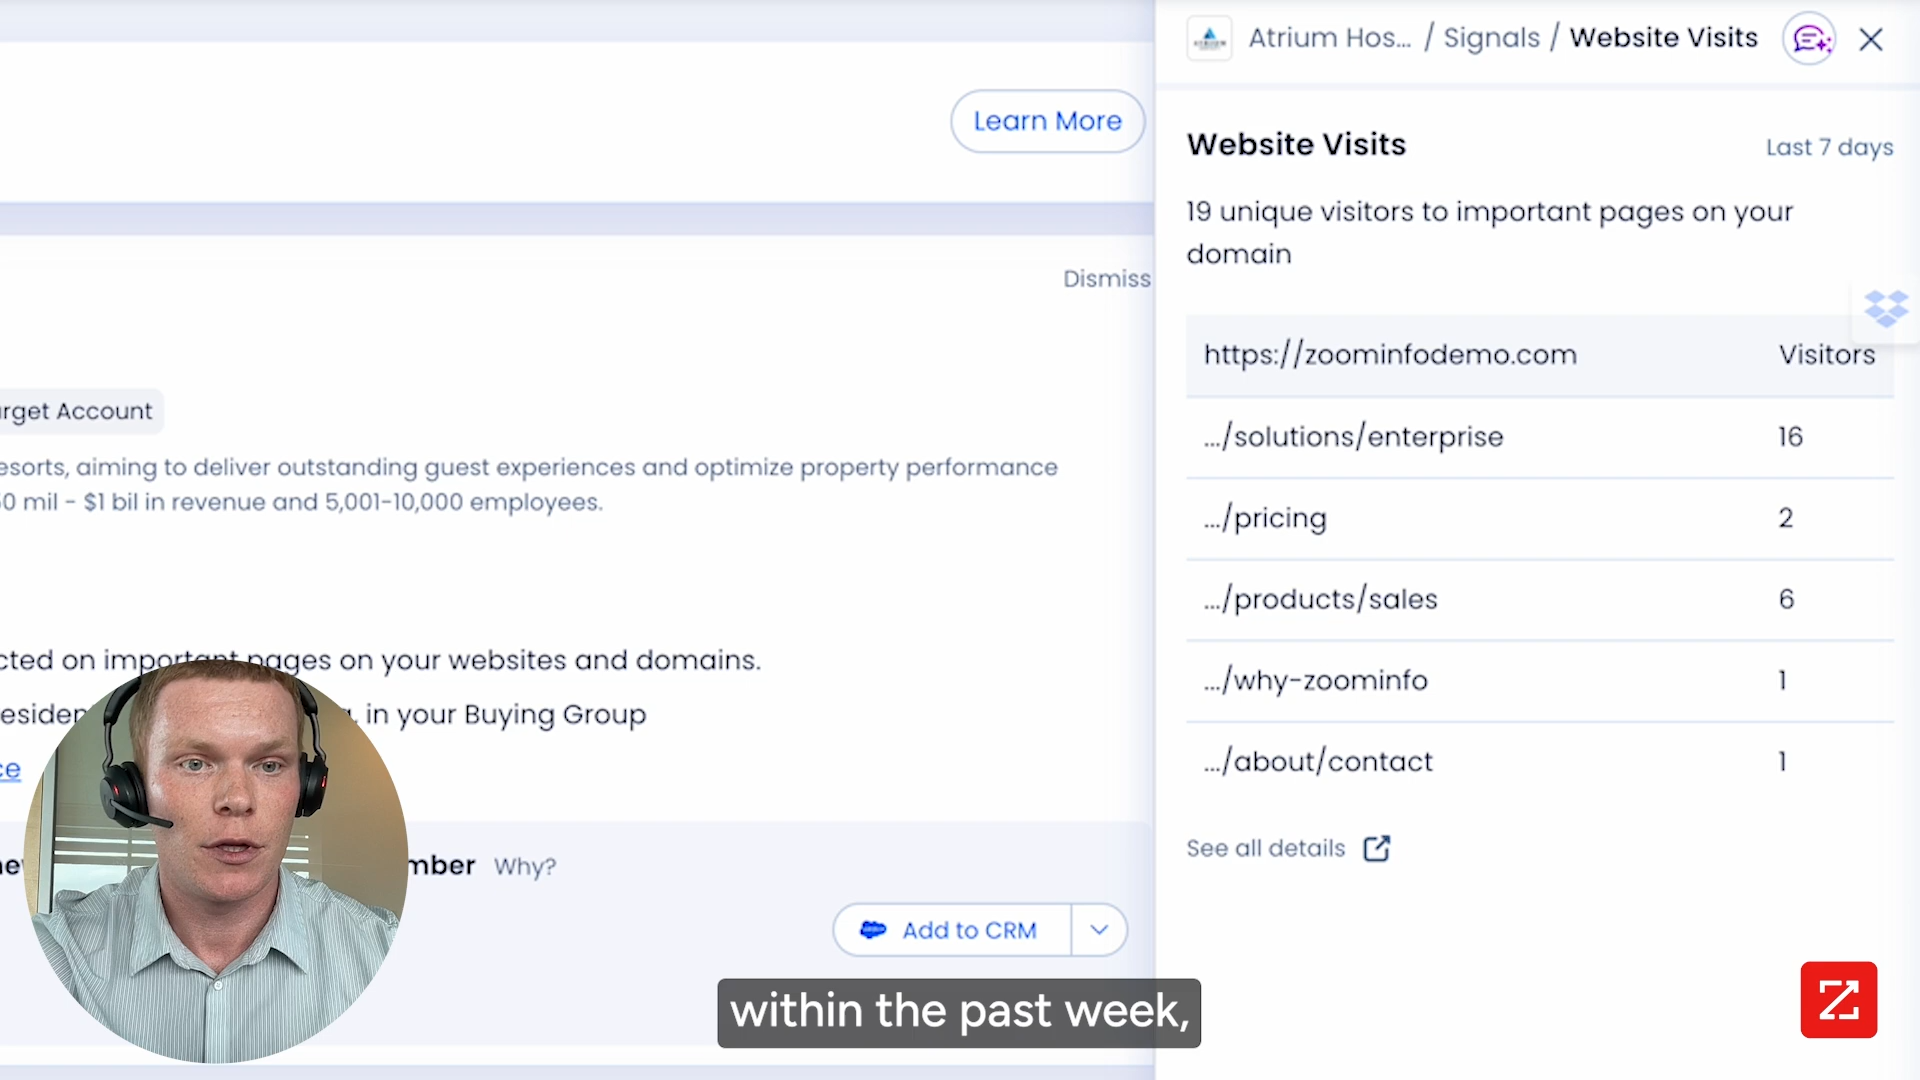 Atrium Hos... / Signals / Website Visits
Learn More
Website Visits
Last 7 days
19 unique visitors to important pages on your
domain
Dismiss
https://zoominfodemo.com Visitors
.../solutions/enterprise 16
.../pricing 2
.../products/sales 6
.../why-zoominfo 1
.../about/contact 1
See all details
rget Account
esorts, aiming to deliver outstanding guest experiences and optimize property performance
0 mil - $1 bil in revenue and 5,001-10,000 employees.
cted on important pages on your websites and domains.
esiden in your Buying Group
ce
mber Why?
Add to CRM
within the past week,